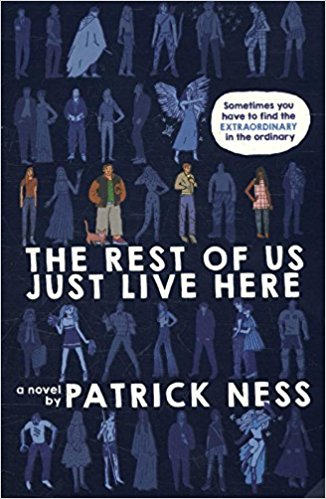 Sometimes you
have to find the
EXTRAORDINARY
in the ordinary
THE REST OF US
JUST LIVE HERE
a novel
by PATRICK NESS